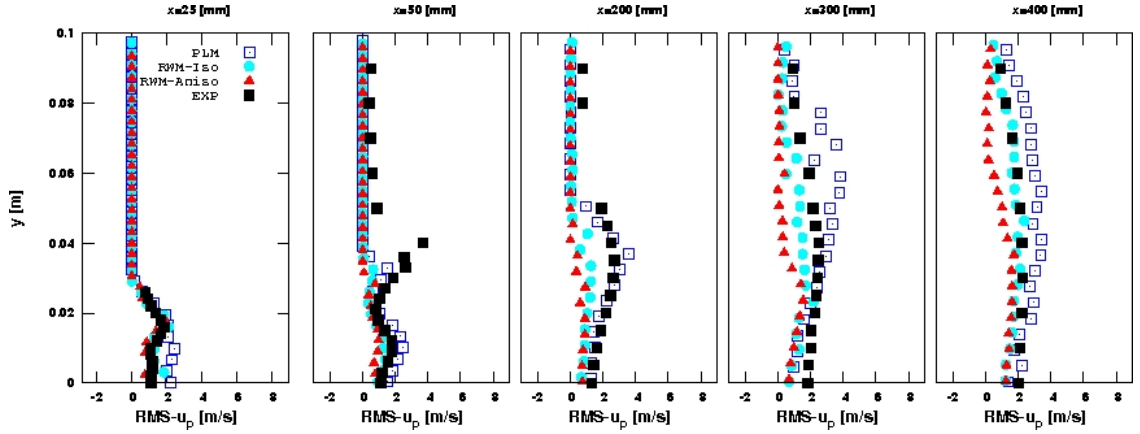 x=25 [mm] x=50 [mm] x=200 [mm] x=300 [mm] x=400 [mm]
0.1
PLM
RWM-Iso
RWM-Aniso
EXP
0.08
0.06
y [m]
0.04
0.02
0
-2 0 2 4 6 8 -2 0 2 4 6 8 -2 0 2 4 6 8 -2 0 2 4 6 8 -2 0 2 4 6 8
RMS-up [m/s] RMS-up [m/s] RMS-up [m/s] RMS-up [m/s] RMS-up [m/s]